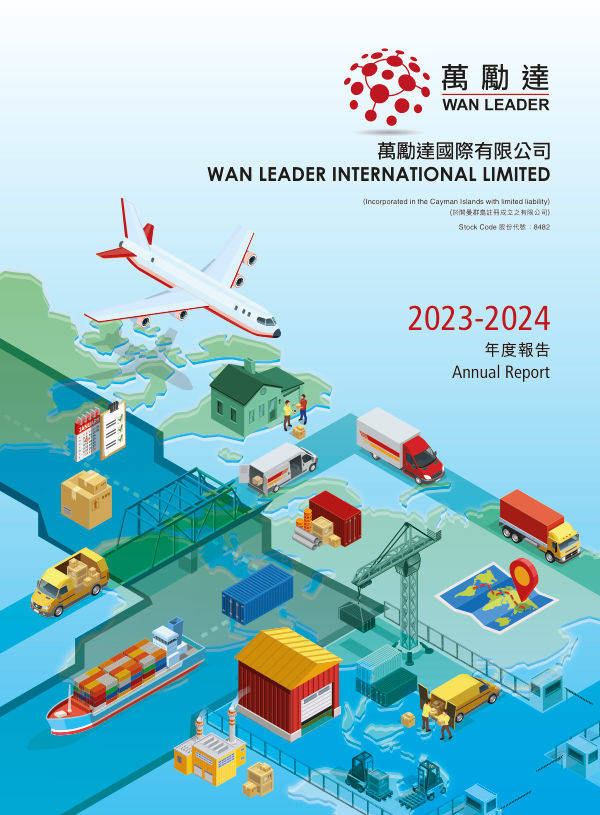 萬勵達
WAN LEADER
萬勵達國際有限公司
WAN LEADER INTERNATIONAL LIMITED
(Incorporated in the Cayman Islands with limited liability)
(於開曼群島註冊成立之有限公司)
Stock Code 股份代號：8482
2023-2024
年度報告
Annual Report
JANUARY